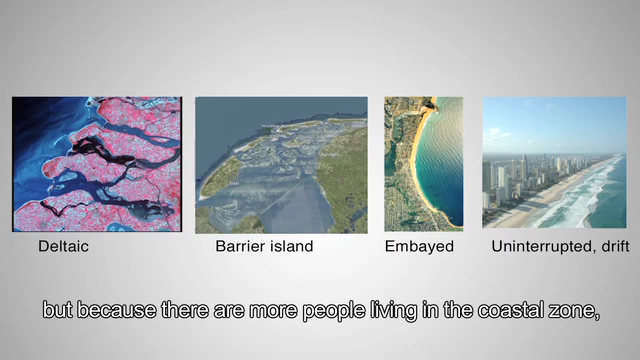 Deltaic
Barrier island
Embayed
Uninterrupted, drift
but because there are more people living in the coastal zone,